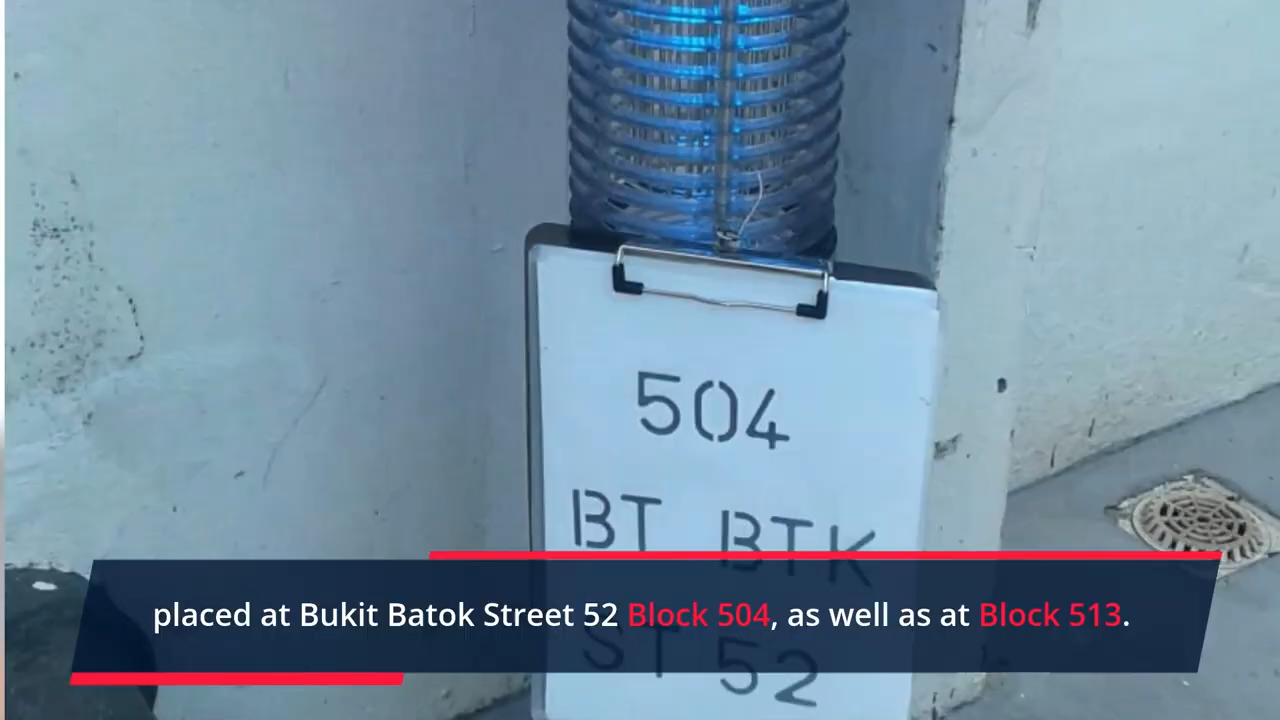 504
BT BTK
ST 52
placed at Bukit Batok Street 52 Block 504, as well as at Block 513.